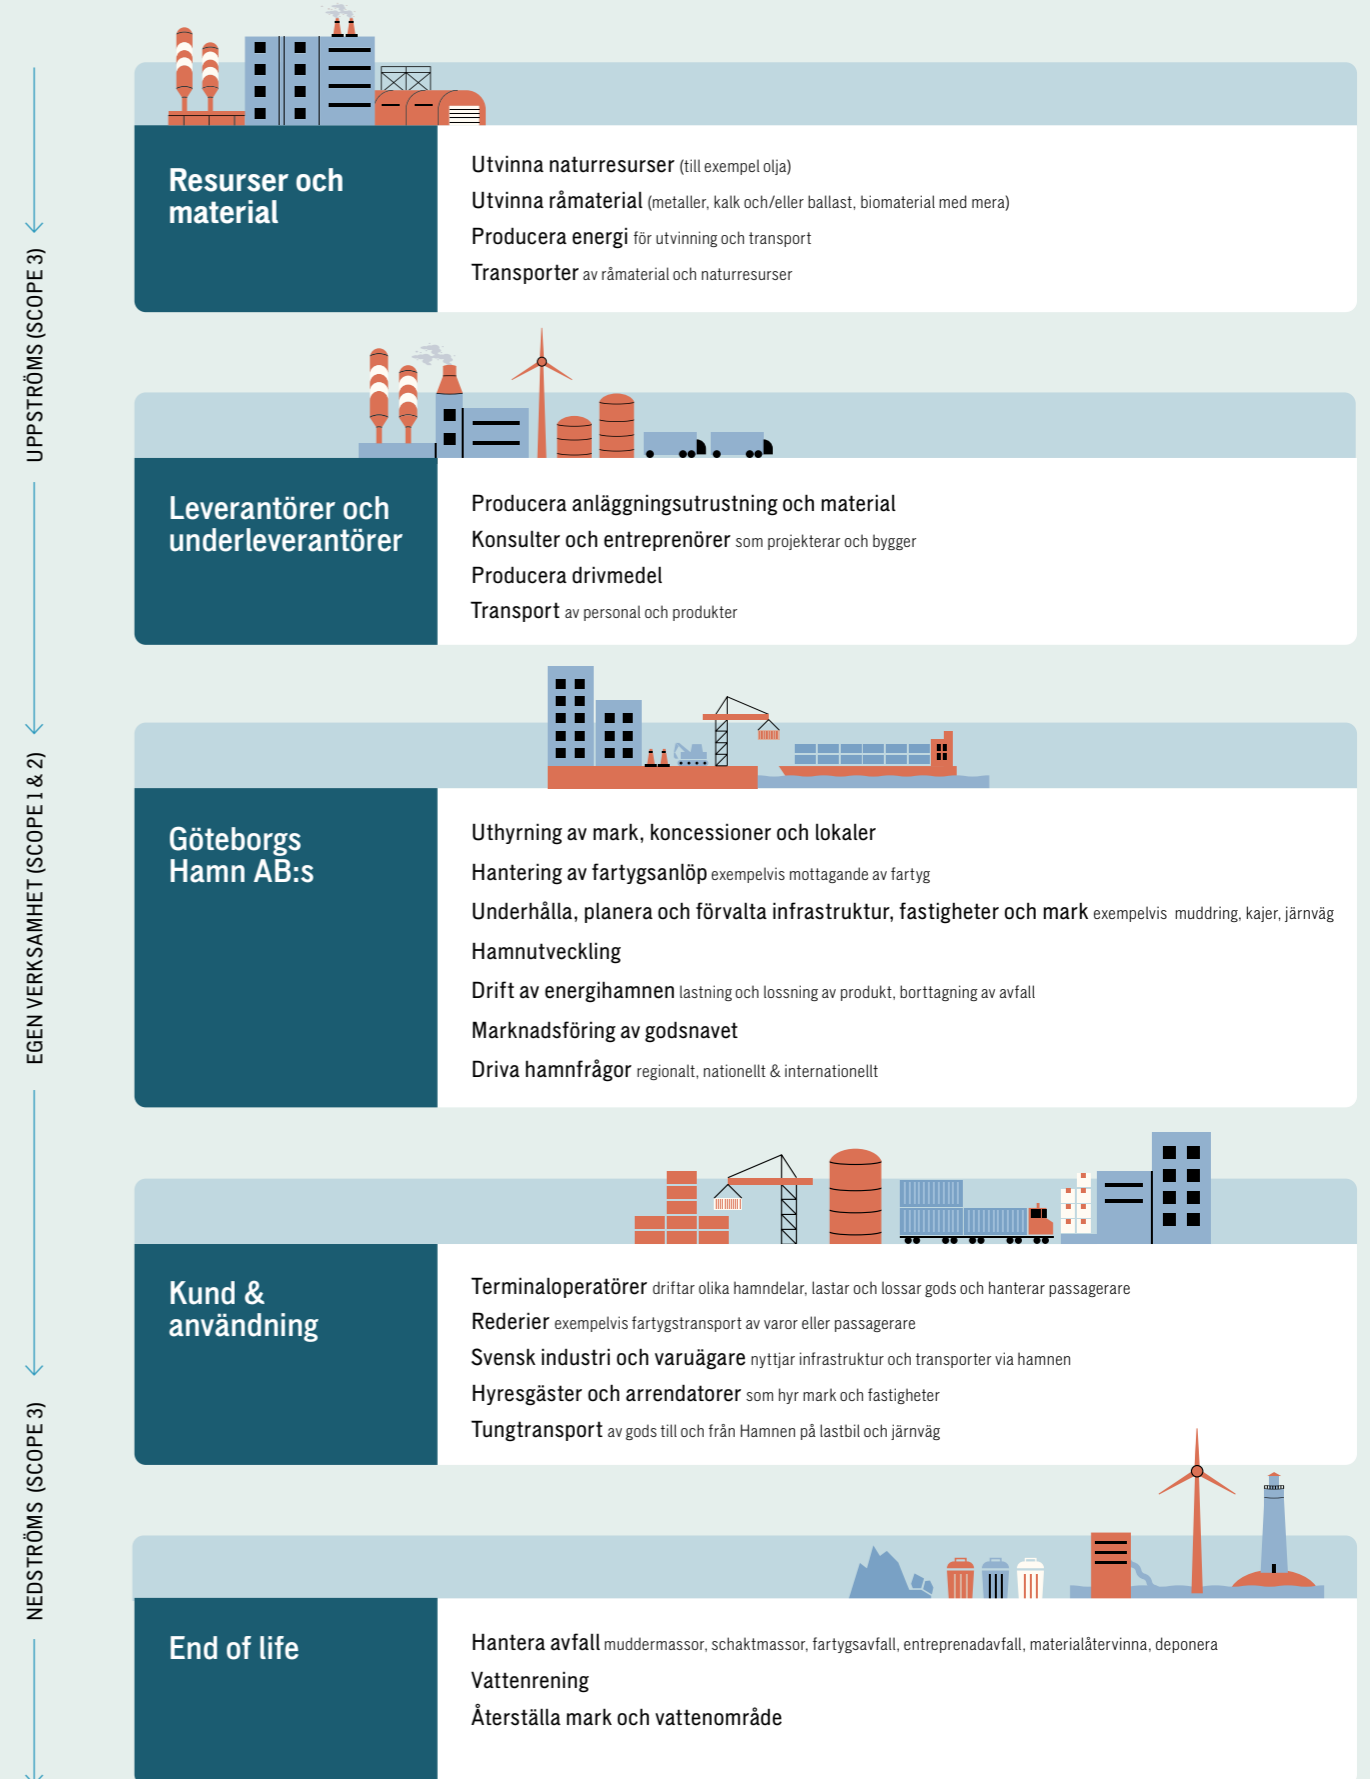 UPPSTRÖMS (SCOPE 3)
Resurser och
material
Utvinna naturresurser (till exempel olja)
Utvinna råmaterial (metaller, kalk och/eller ballast, biomaterial med mera)
Producera energi för utvinning och transport
Transporter av råmaterial och naturresurser
Leverantörer och
underleverantörer
Producera anläggningsutrustning och material
Konsulter och entreprenörer som projekterar och bygger
Producera drivmedel
Transport av personal och produkter
EGEN VERKSAMHET (SCOPE 1 & 2)
Göteborgs
Hamn AB:s
Uthyrning av mark, koncessioner och lokaler
Hantering av fartygsanlöp exempelvis mottagande av fartyg
Underhålla, planera och förvalta infrastruktur, fastigheter och mark exempelvis muddring, kajer, järnväg
Hamnutveckling
Drift av energihamnen lastning och lossning av produkt, borttagning av avfall
Marknadsföring av godsnavet
Driva hamnfrågor regionalt, nationellt & internationellt
NEDSTRÖMS (SCOPE 3)
Kund &
användning
Terminaloperatörer driftar olika hamndelar, lastar och lossar gods och hanterar passagerare
Rederier exempelvis fartygstransport av varor eller passagerare
Svensk industri och varuägare nyttjar infrastruktur och transporter via hamnen
Hyresgäster och arrendatorer som hyr mark och fastigheter
Tungtransport av gods till och från Hamnen på lastbil och järnväg
End of life
Hantera avfall muddermassor, schaktmassor, fartygsavfall, entreprenadavfall, materialåtervinna, deponera
Vattenrening
Återställa mark och vattenområde